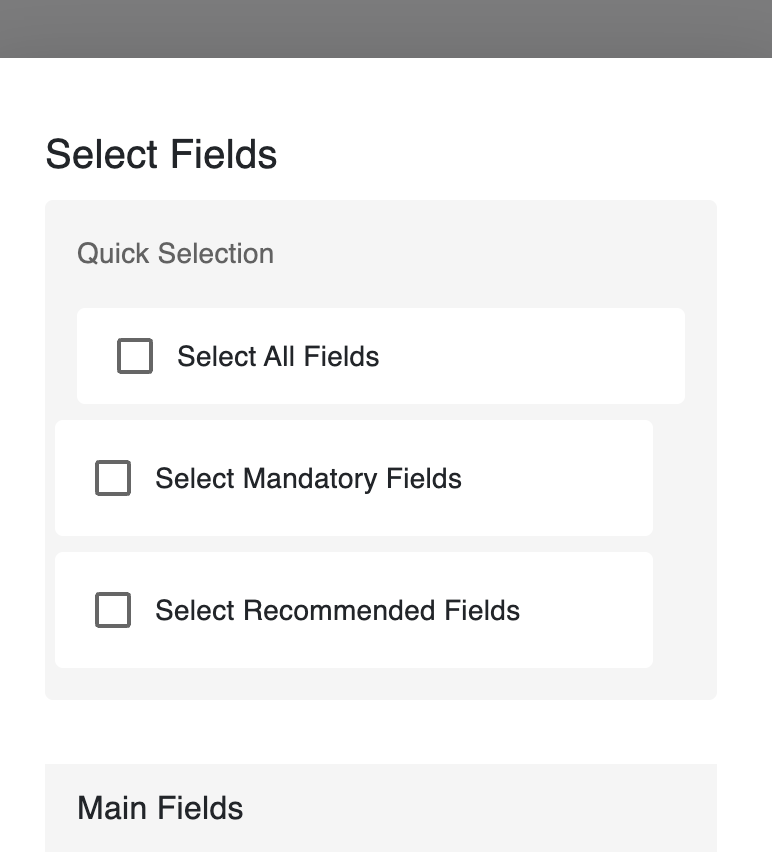 Select Fields
Quick Selection
Select All Fields
Select Mandatory Fields
Select Recommended Fields
Main Fields